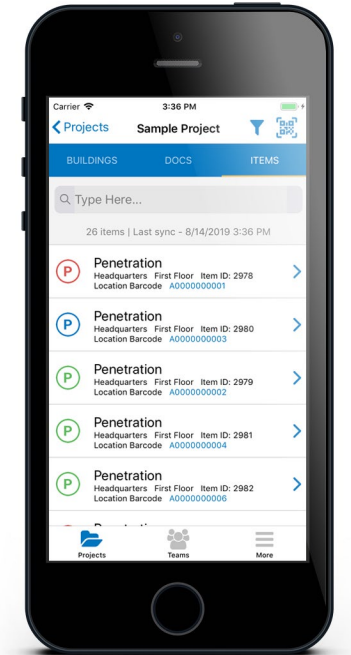 Carrier 3:36 PM
Projects Sample Project
BUILDINGS DOCS ITEMS
Type Here...
26 items | Last sync - 8/14/2019 3:36 PM
P Penetration
Headquarters First Floor Item ID: 2978
Location Barcode A0000000001
P Penetration
Headquarters First Floor Item ID: 2980
Location Barcode A0000000003
P Penetration
Headquarters First Floor Item ID: 2979
Location Barcode A0000000002
P Penetration
Headquarters First Floor Item ID: 2981
Location Barcode A0000000004
P Penetration
Headquarters First Floor Item ID: 2982
Location Barcode A0000000006
Projects Teams More